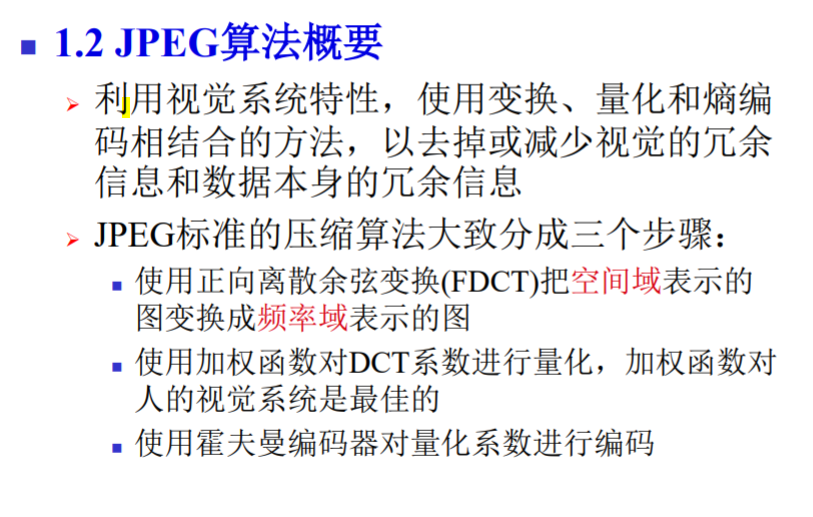 1.2 JPEG算法概要
利用视觉系统特性，使用变换、量化和熵编
码相结合的方法，以去掉或减少视觉的冗余
信息和数据本身的冗余信息
JPEG标准的压缩算法大致分成三个步骤：
使用正向离散余弦变换(FDCT)把空间域表示的
图变换成频率域表示的图
使用加权函数对DCT系数进行量化，加权函数对
人的视觉系统是最佳的
使用霍夫曼编码器对量化系数进行编码